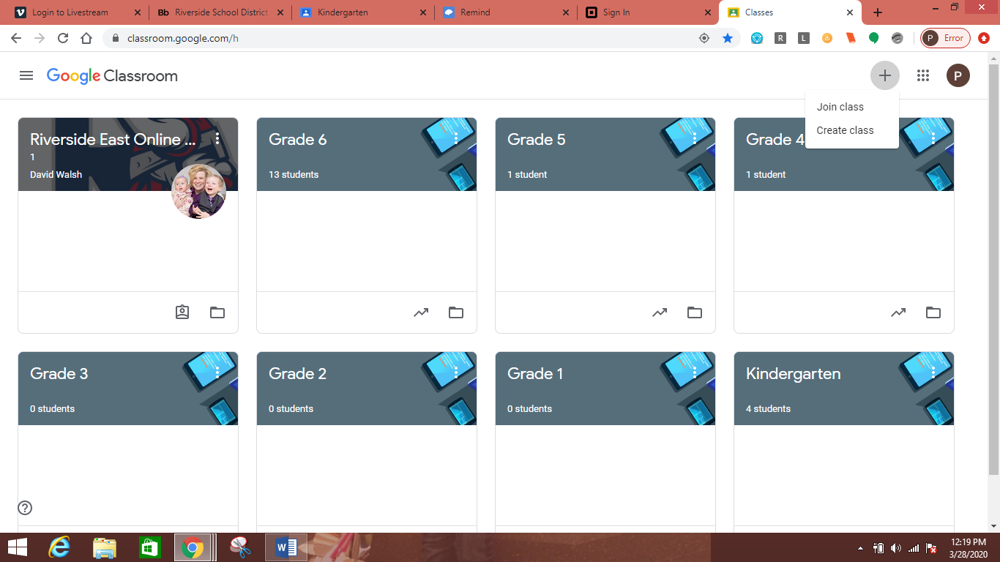 Login to Livestream
Bb Riverside School District
Kindergarten
Remind
Sign In
Classes
classroom.google.com/h
R
L
P Error
Google Classroom
P
Join class
Create class
Riverside East Online ...
1
David Walsh
Grade 6
13 students
Grade 5
1 student
Grade 4
1 student
Grade 3
0 students
Grade 2
0 students
Grade 1
0 students
Kindergarten
4 students
W
12:19 PM
3/28/2020